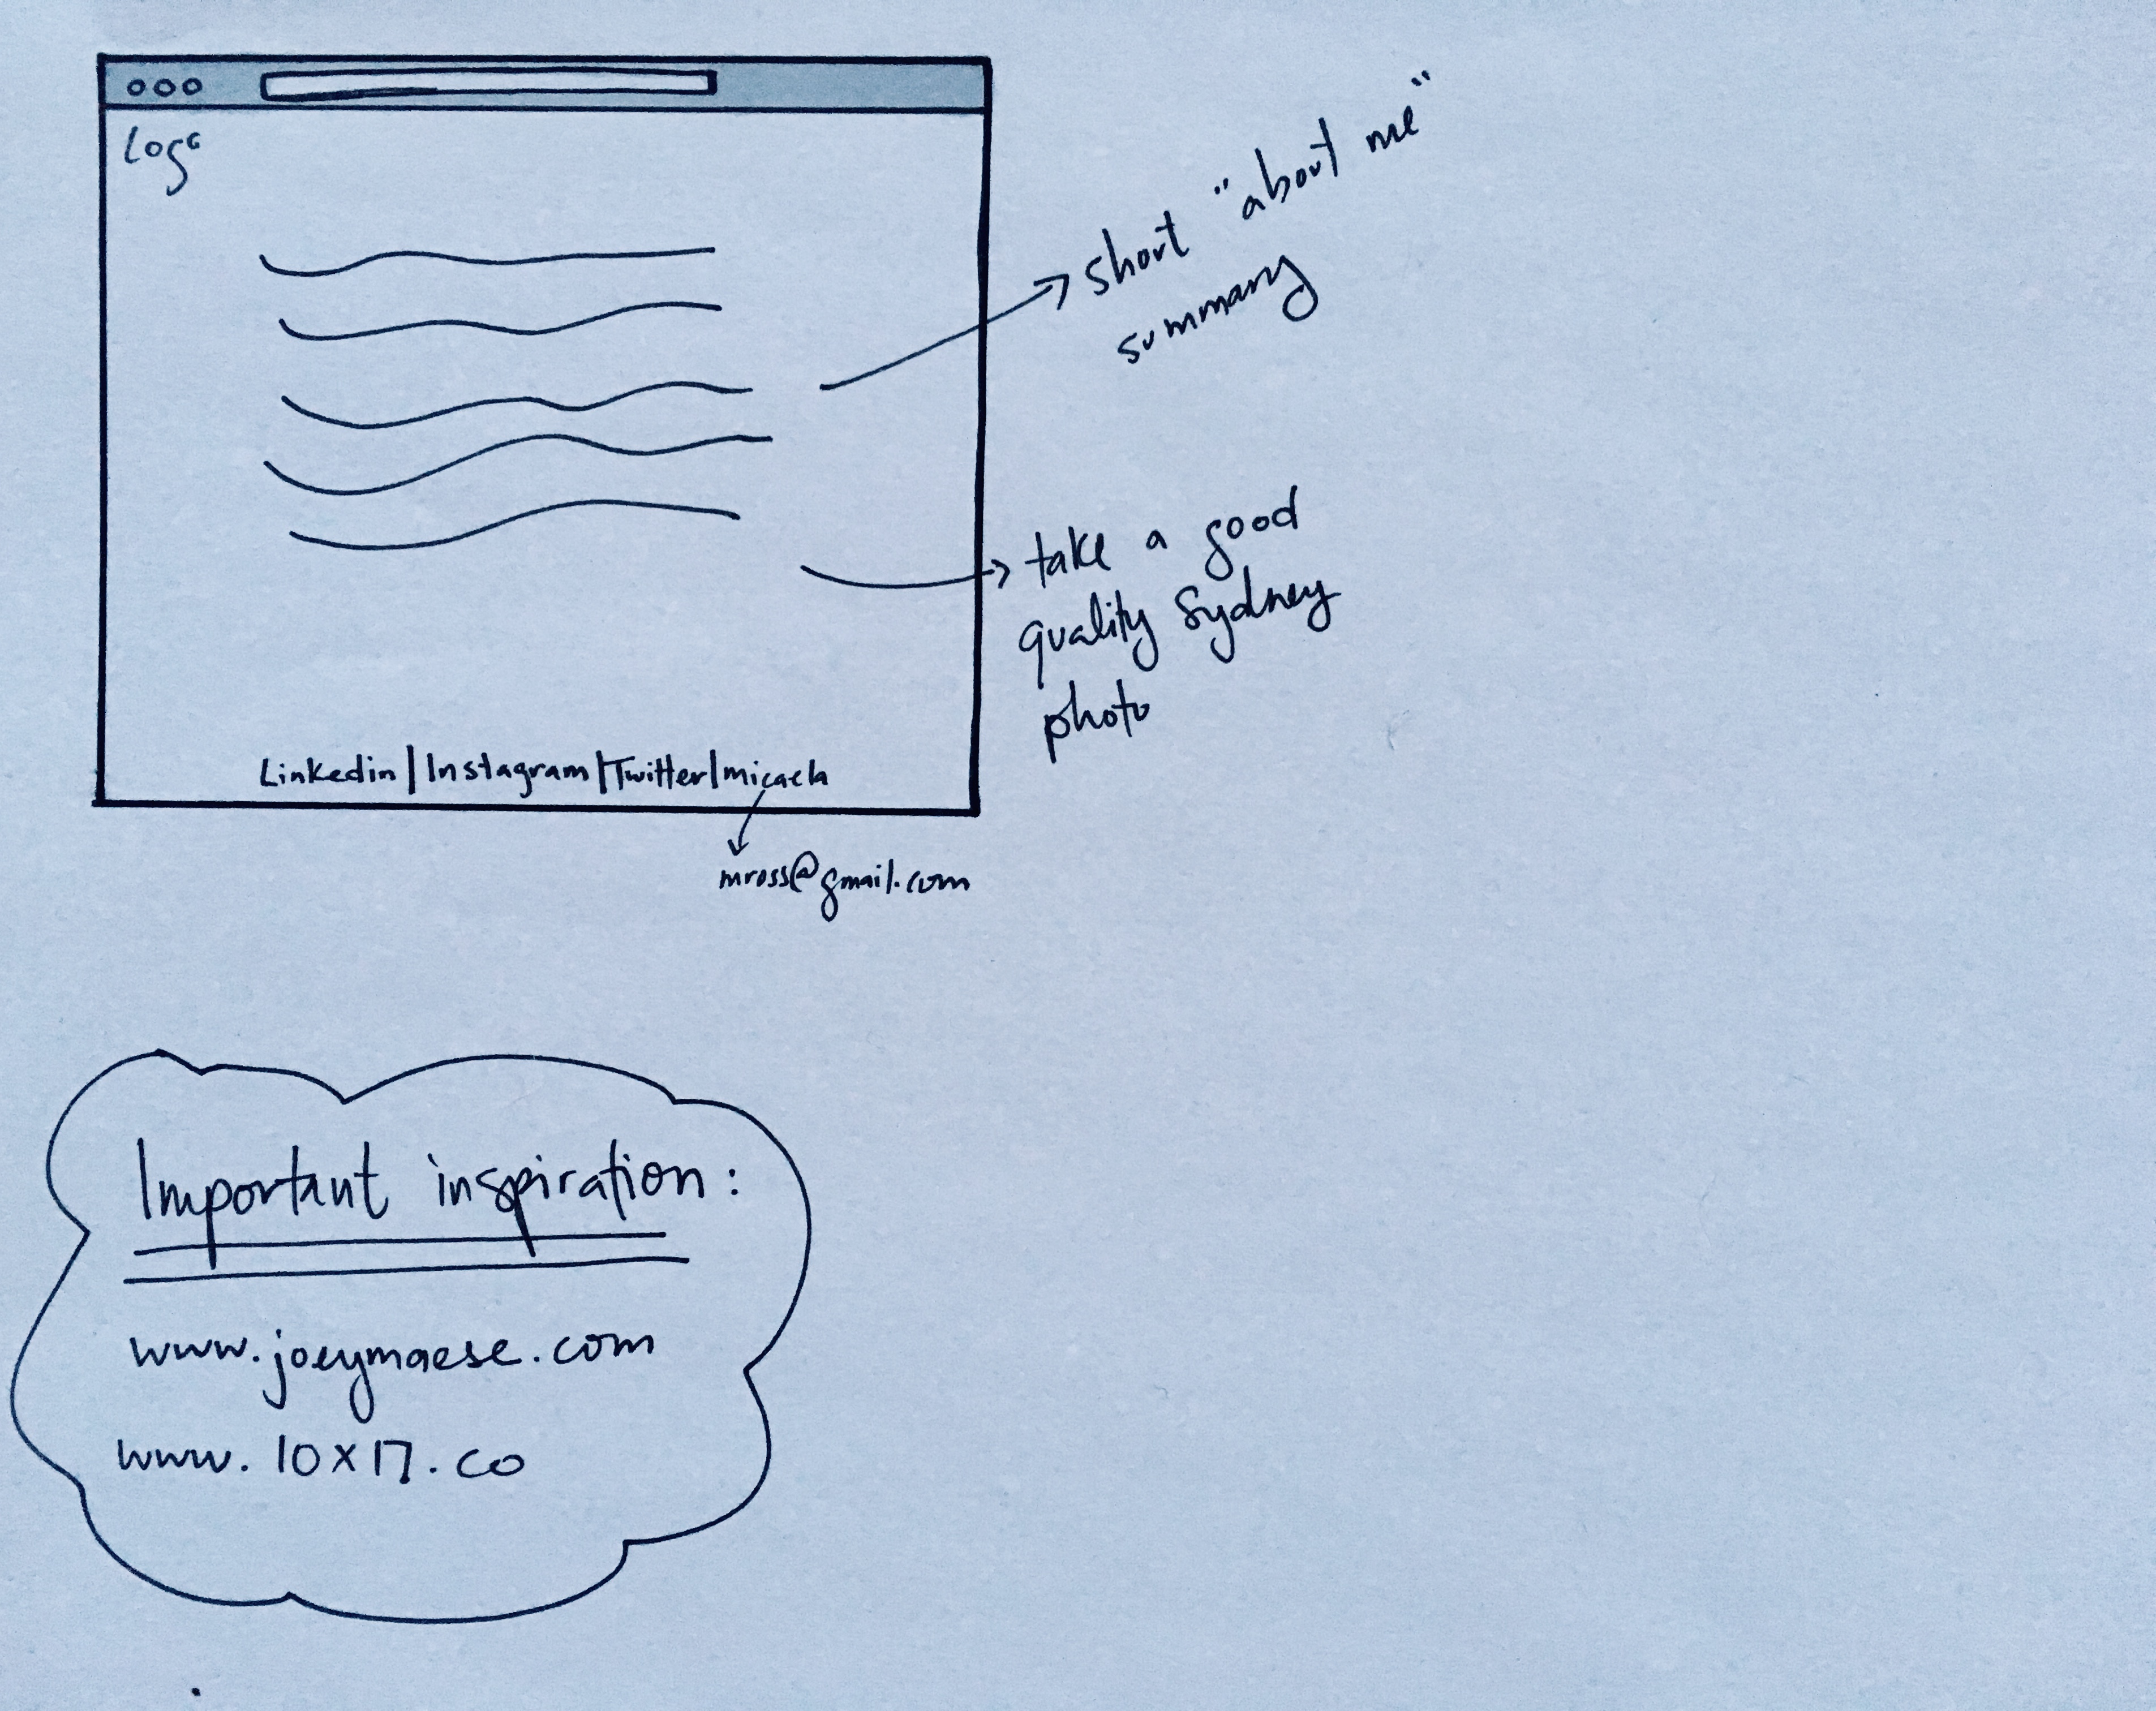 Logo
short "about me"
summary
take a good
quality Sydney
photo
Linkedin|Instagram|Twitter|micaela
mross@gmail.com
Important inspiration:
www.joeymaese.com
www.10x17.co